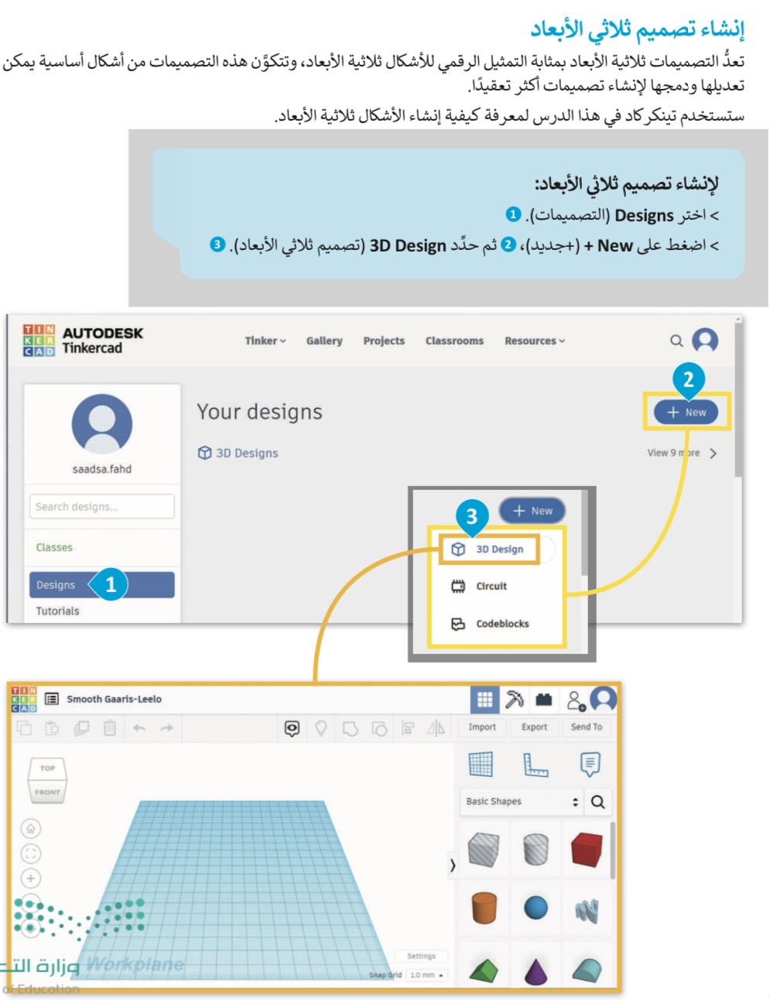 إنشاء تصميم ثلاثي الأبعاد
تعدُّ التصميمات ثلاثية الأبعاد بمثابة التمثيل الرقمي للأشكال ثلاثية الأبعاد، وتتكوَّن هذه التصميمات من أشكال أساسية يمكن
تعديلها ودمجها لإنشاء تصميمات أكثر تعقيدًا.
ستستخدم تينكركاد في هذا الدرس لمعرفة كيفية إنشاء الأشكال ثلاثية الأبعاد.
لإنشاء تصميم ثلاثي الأبعاد:
> اختر Designs (التصميمات). 1
> اضغط على New + (+جديد)، 2 ثم حدِّد 3D Design (تصميم ثلاثي الأبعاد). 3
TINKERCAD
AUTODESK
Tinkercad
Tinker Gallery Projects Classrooms Resources
2
Your designs
+ New
3D Designs
View 9 more
saadsa.fahd
Search designs...
Classes
Designs 1
Tutorials
+ New
3
3D Design
Circuit
Codeblocks
TINKERCAD
Smooth Gaaris-Leelo
Import Export Send To
TOP
FRONT
Basic Shapes
Workplane
Settings
Snap Grid 1.0 mm
وزارة التعـ
of Education